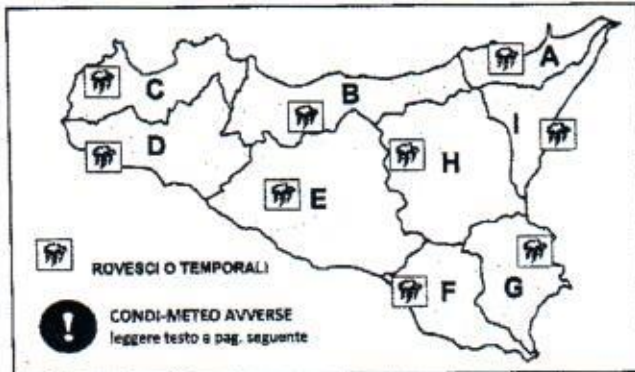 A
C
B
I
D
H
E
F
G
ROVESCI O TEMPORALI
!
CONDI-METEO AVVERSE
leggere testo a pag. seguente